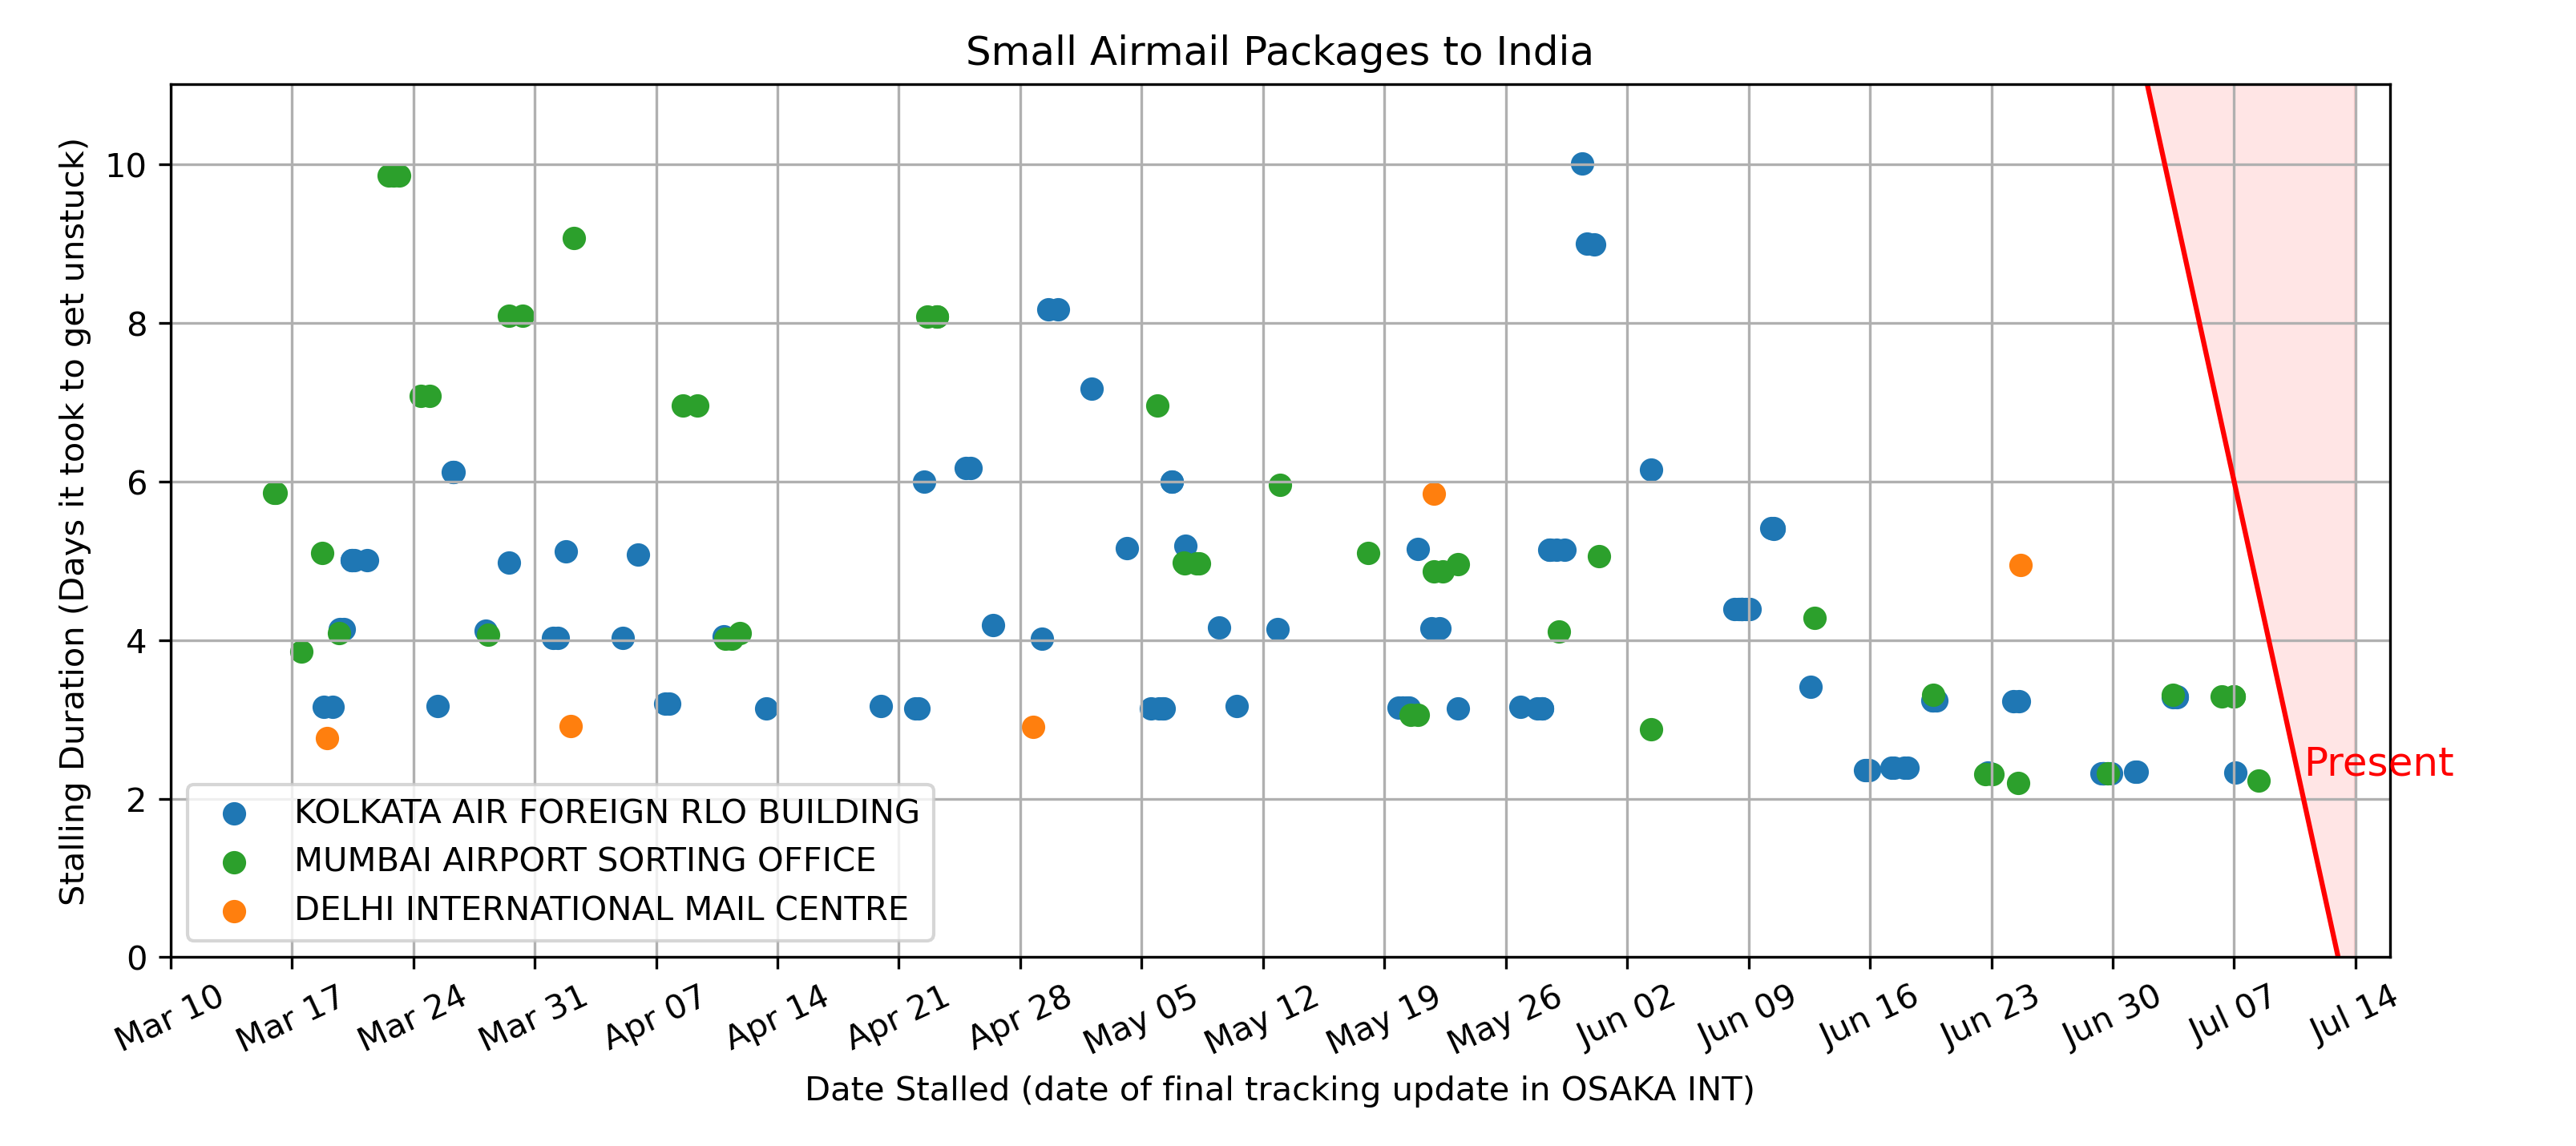 Small Airmail Packages to India
Stalling Duration (Days it took to get unstuck)
10
8
6
4
2
0
Present
KOLKATA AIR FOREIGN RLO BUILDING
MUMBAI AIRPORT SORTING OFFICE
DELHI INTERNATIONAL MAIL CENTRE
Mar 10 Mar 17 Mar 24 Mar 31 Apr 07 Apr 14 Apr 21 Apr 28 May 05 May 12 May 19 May 26 Jun 02 Jun 09 Jun 16 Jun 23 Jun 30 Jul 07 Jul 14
Date Stalled (date of final tracking update in OSAKA INT)